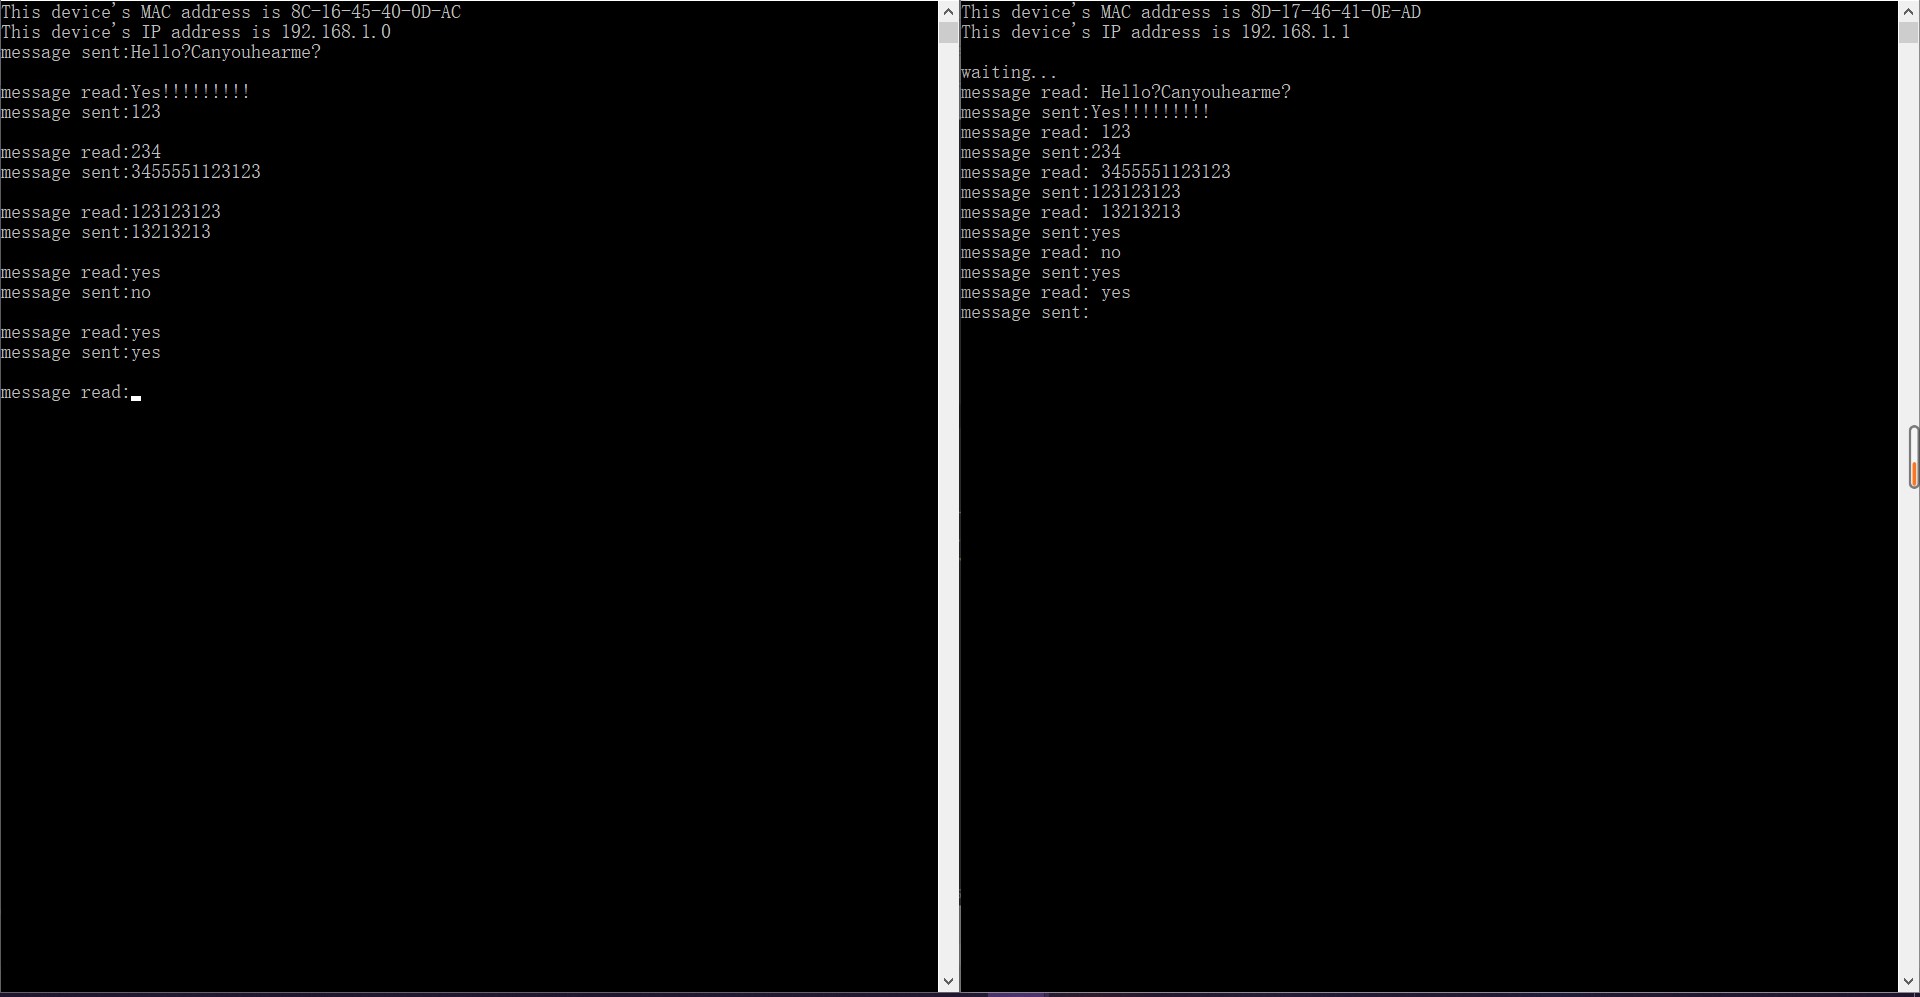 This device's MAC address is 8C-16-45-40-0D-AC
This device's IP address is 192.168.1.0
message sent:Hello?Canyouhearme?
message read:Yes!!!!!!!!!
message sent:123
message read:234
message sent:3455551123123
message read:123123123
message sent:13213213
message read:yes
message sent:no
message read:yes
message sent:yes
message read:
This device's MAC address is 8D-17-46-41-0E-AD
This device's IP address is 192.168.1.1
waiting...
message read: Hello?Canyouhearme?
message sent:Yes!!!!!!!!!
message read: 123
message sent:234
message read: 3455551123123
message sent:123123123
message read: 13213213
message sent:yes
message read: no
message sent:yes
message read: yes
message sent: